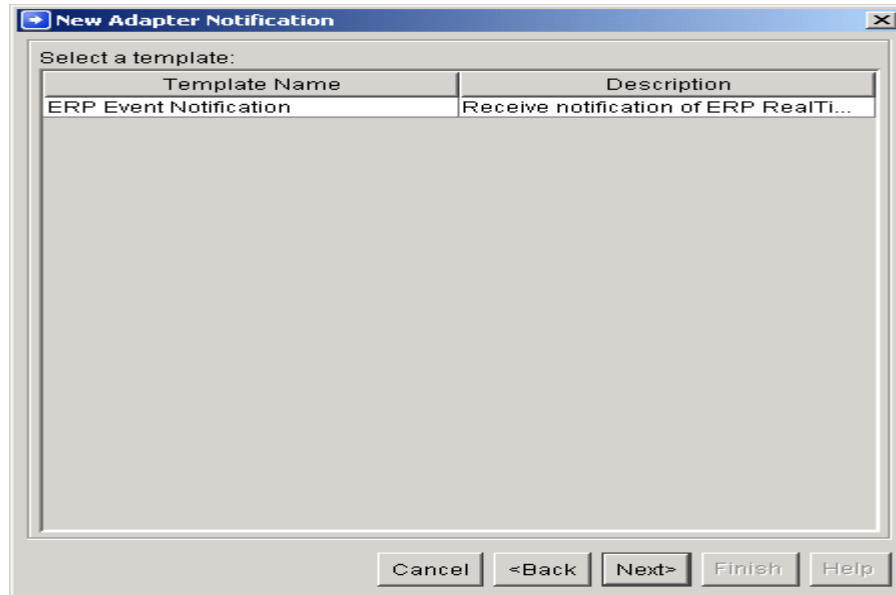 New Adapter Notification
Select a template:
Template Name Description
ERP Event Notification Receive notification of ERP RealTi...
Cancel <Back Next> Finish Help